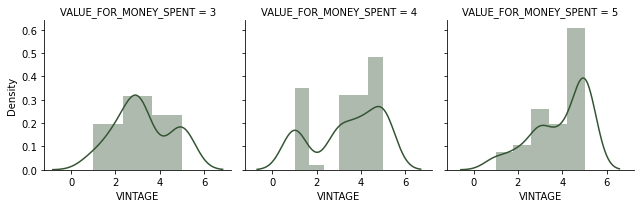 VALUE_FOR_MONEY_SPENT = 3
VALUE_FOR_MONEY_SPENT = 4
VALUE_FOR_MONEY_SPENT = 5
Density
0.6
0.5
0.4
0.3
0.2
0.1
0.0
0 2 4 6
0 2 4 6
0 2 4 6
VINTAGE
VINTAGE
VINTAGE